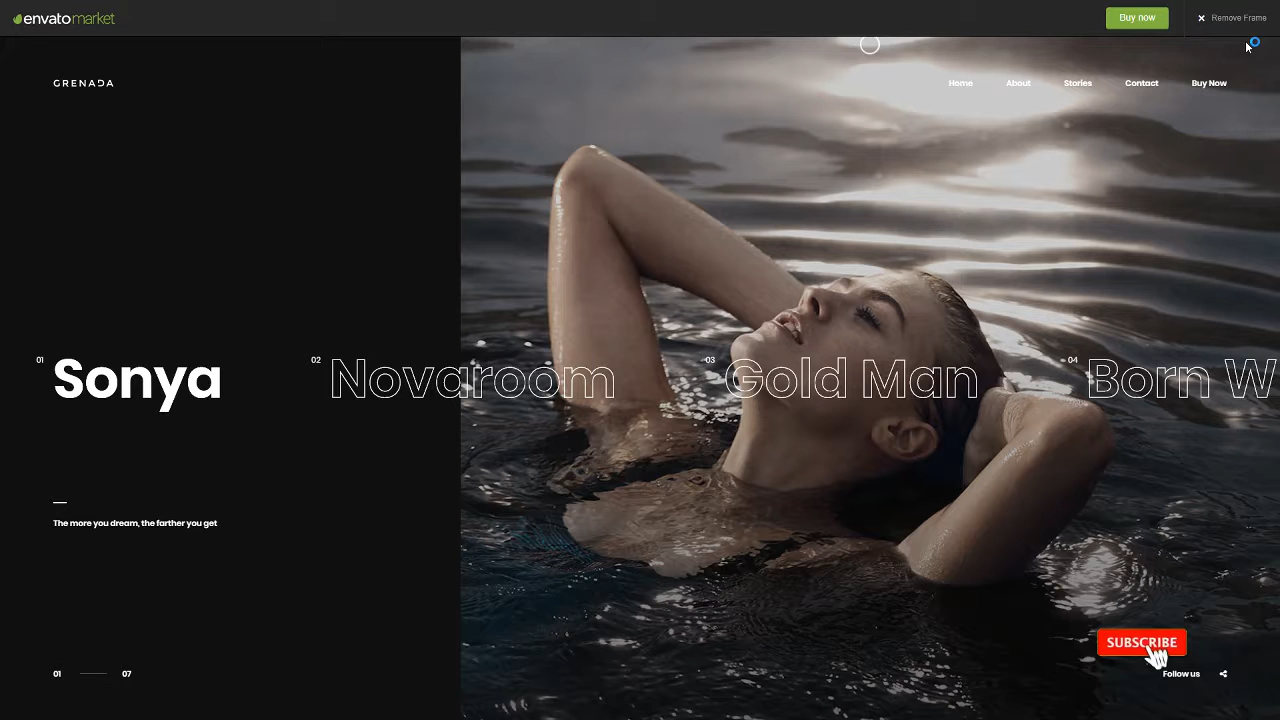 envatomarket
Buy now
Remove Frame
GRENADA
Home
About
Stories
Contact
Buy Now
01
Sonya
02
Novaroom
03
Gold Man
04
Born W
The more you dream, the farther you get
SUBSCRIBE
01
07
Follow us